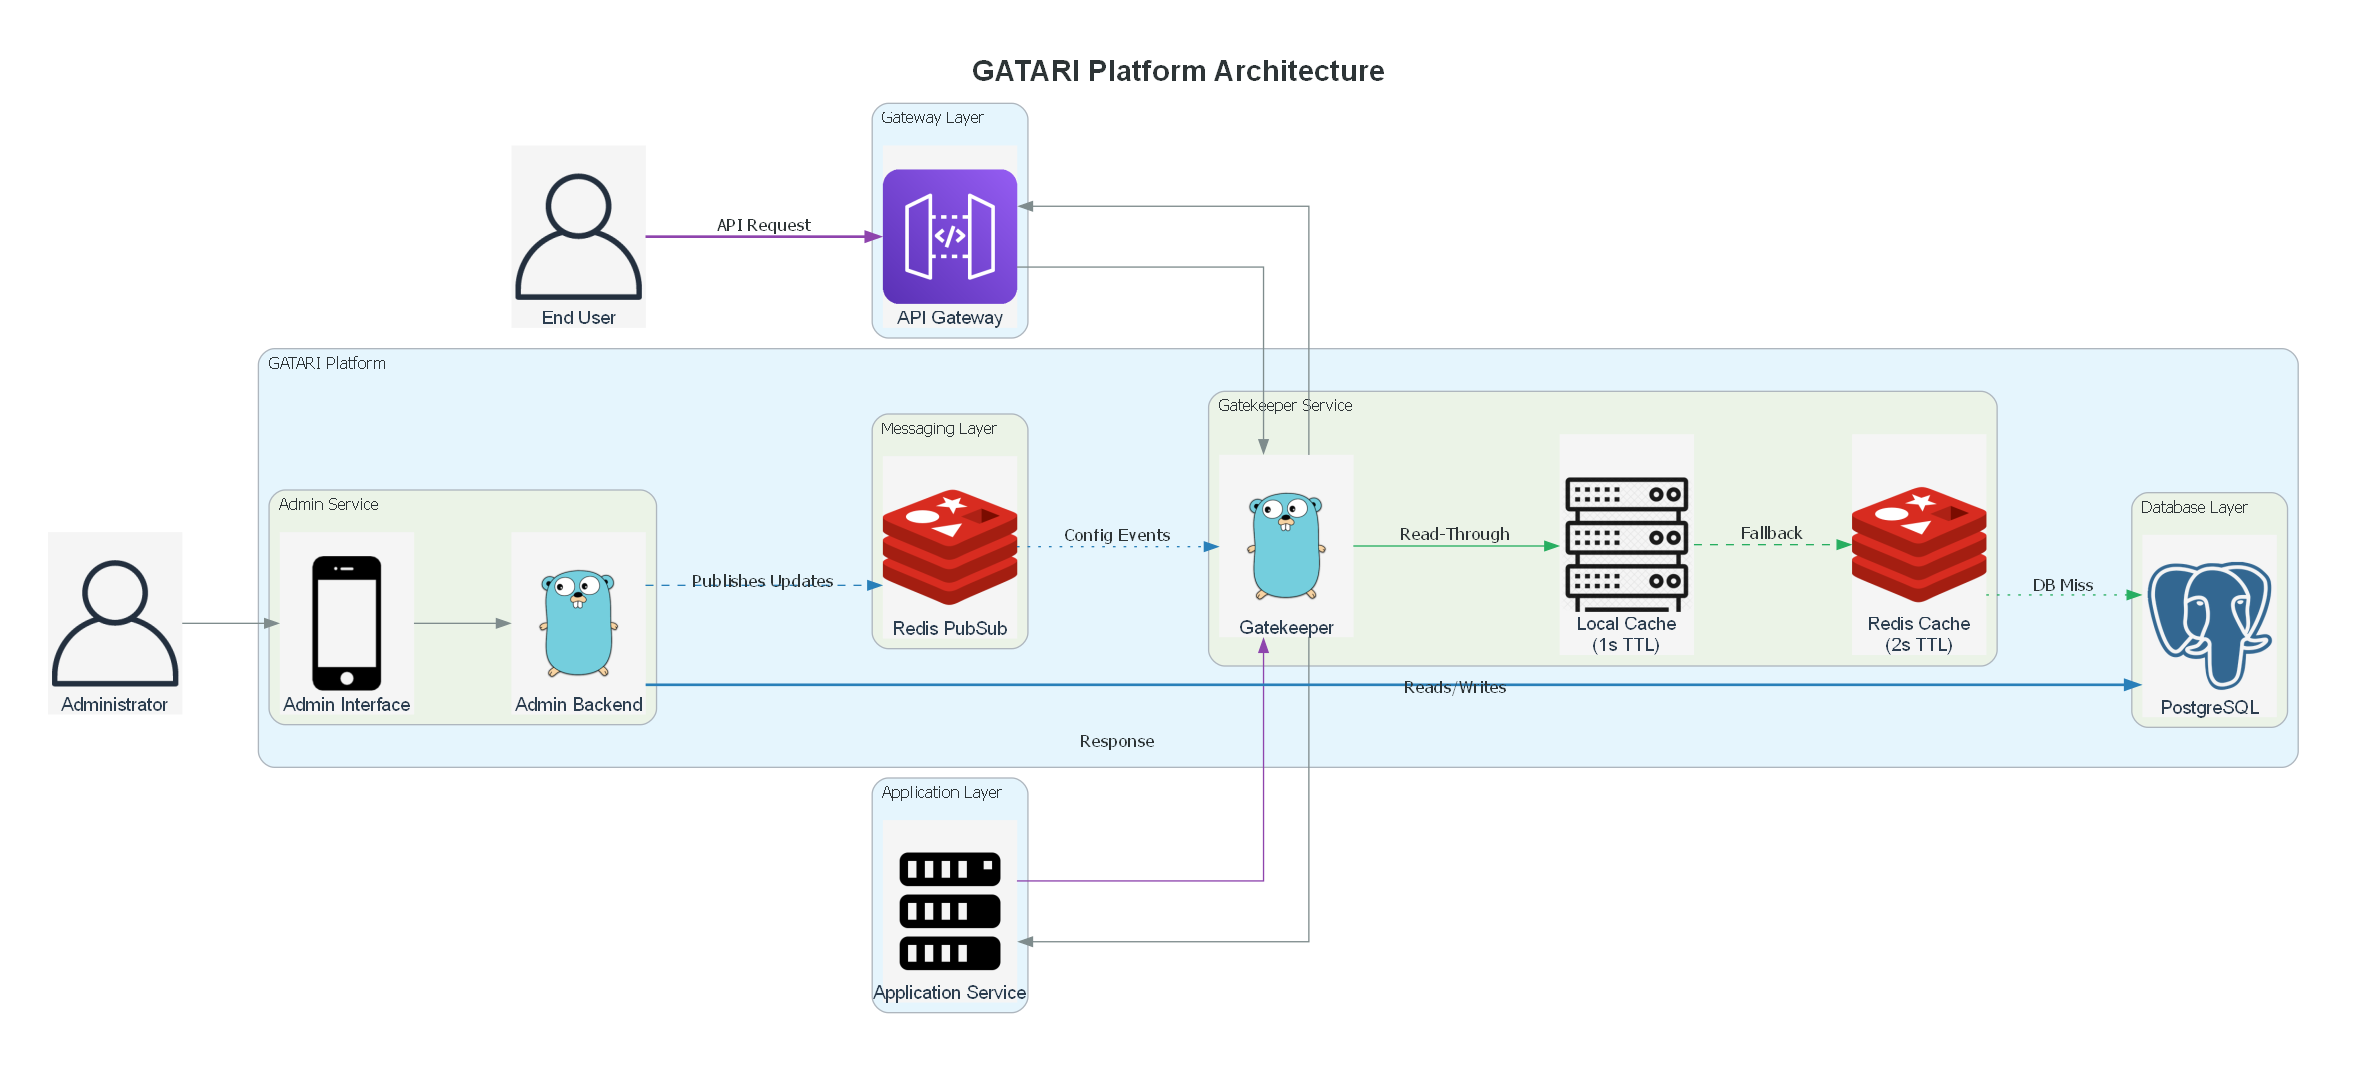 GATARI Platform Architecture
Gateway Layer
API Request
End User
API Gateway
GATARI Platform
Gatekeeper Service
Messaging Layer
Admin Service
Database Layer
Config Events
Read-Through
Fallback
Publishes Updates
DB Miss
Redis PubSub
Gatekeeper
Local Cache
(1s TTL)
Redis Cache
(2s TTL)
Reads/Writes
Administrator
Admin Interface
Admin Backend
PostgreSQL
Response
Application Layer
Application Service